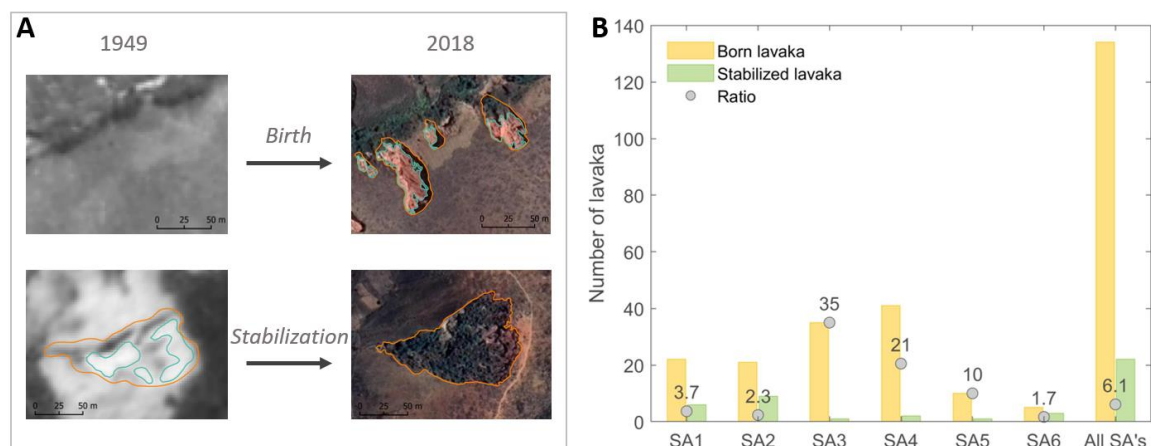 A
1949
2018
Birth
0 25 50 m
0 25 50 m
Stabilization
0 25 50 m
0 25 50 m
B
Number of lavaka
140
120
100
80
60
40
20
0
Born lavaka
Stabilized lavaka
Ratio
3.7
2.3
35
21
10
1.7
6.1
SA1 SA2 SA3 SA4 SA5 SA6 All SA's